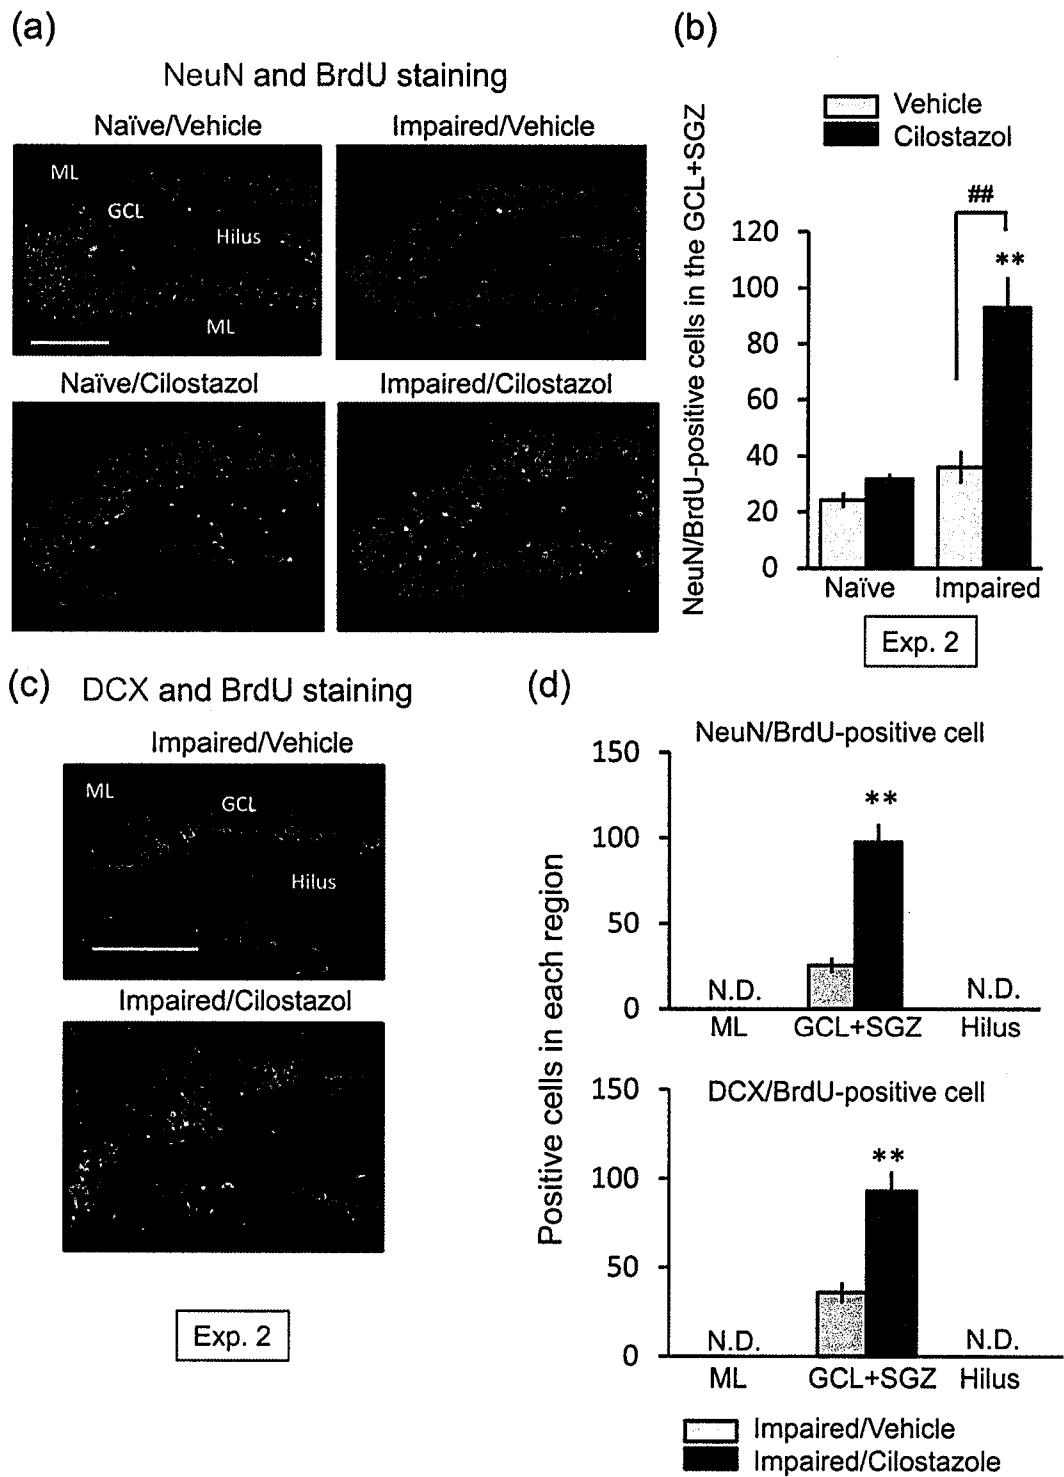 (a)
NeuN and BrdU staining
Naïve/Vehicle
Impaired/Vehicle
ML
GCL
Hilus
ML
Naïve/Cilostazol
Impaired/Cilostazol
(b)
Vehicle
Cilostazol
NeuN/BrdU-positive cells in the GCL+SGZ
##
**
120
100
80
60
40
20
0
Naïve
Impaired
Exp. 2
(c)
DCX and BrdU staining
Impaired/Vehicle
ML
GCL
Hilus
Impaired/Cilostazol
Exp. 2
(d)
Positive cells in each region
NeuN/BrdU-positive cell
150
100
50
0
**
N.D.
N.D.
ML
GCL+SGZ
Hilus
DCX/BrdU-positive cell
150
100
50
0
**
N.D.
N.D.
ML
GCL+SGZ
Hilus
Impaired/Vehicle
Impaired/Cilostazole